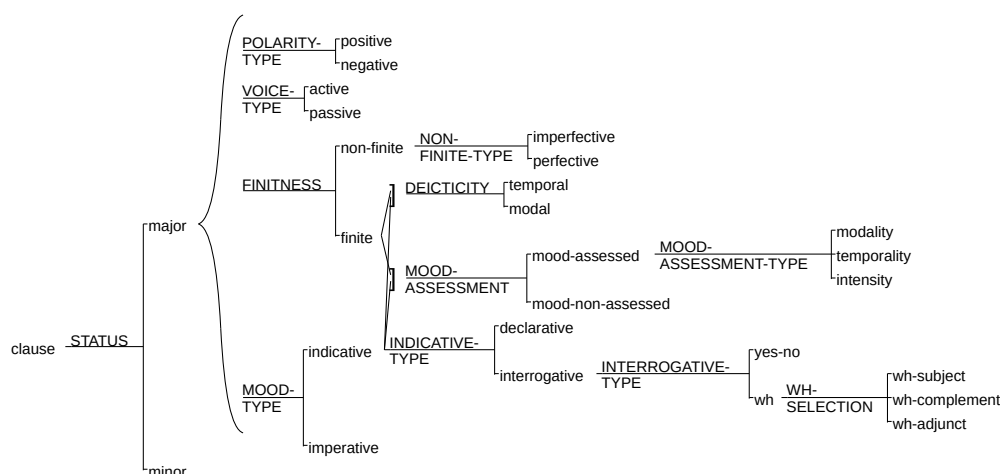 POLARITY-
TYPE
positive
negative
VOICE-
TYPE
active
passive
FINITNESS
non-finite
NON-
FINITE-TYPE
imperfective
perfective
finite
DEICTICITY
temporal
modal
MOOD-
ASSESSMENT
mood-assessed
MOOD-
ASSESSMENT-TYPE
modality
temporality
intensity
mood-non-assessed
clause
STATUS
major
minor
MOOD-
TYPE
indicative
INDICATIVE-
TYPE
declarative
interrogative
INTERROGATIVE-
TYPE
yes-no
wh
WH-
SELECTION
wh-subject
wh-complement
wh-adjunct
imperative